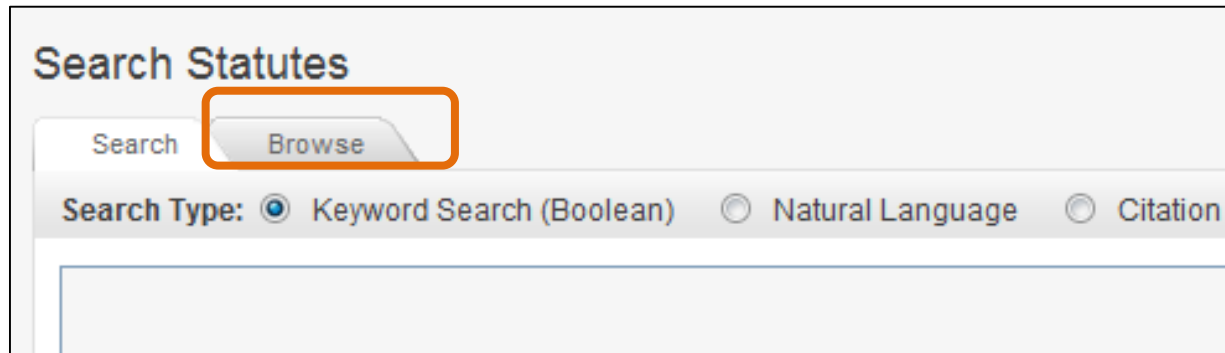 Search Statutes
Search Browse
Search Type: Keyword Search (Boolean) Natural Language Citation